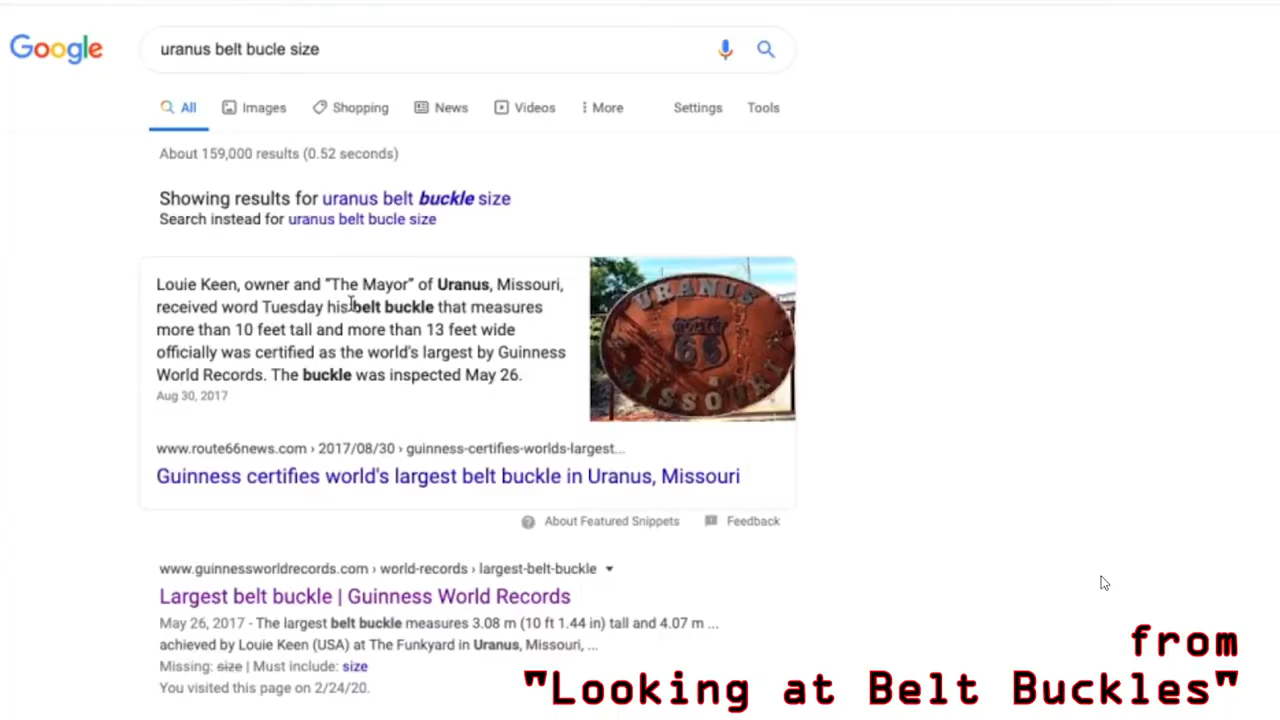 Google
uranus belt bucle size
All Images Shopping News Videos More Settings Tools
About 159,000 results (0.52 seconds)
Showing results for uranus belt buckle size
Search instead for uranus belt bucle size
Louie Keen, owner and “The Mayor” of Uranus, Missouri,
received word Tuesday his belt buckle that measures
more than 10 feet tall and more than 13 feet wide
officially was certified as the world's largest by Guinness
World Records. The buckle was inspected May 26.
Aug 30, 2017
URANUS
ROUTE
66
MISSOURI
www.route66news.com › 2017/08/30 › guinness-certifies-worlds-largest...
Guinness certifies world's largest belt buckle in Uranus, Missouri
About Featured Snippets Feedback
www.guinnessworldrecords.com › world-records › largest-belt-buckle
Largest belt buckle | Guinness World Records
May 26, 2017 - The largest belt buckle measures 3.08 m (10 ft 1.44 in) tall and 4.07 m ...
achieved by Louie Keen (USA) at The Funkyard in Uranus, Missouri, ...
Missing: size | Must include: size
You visited this page on 2/24/20.
from
"Looking at Belt Buckles"